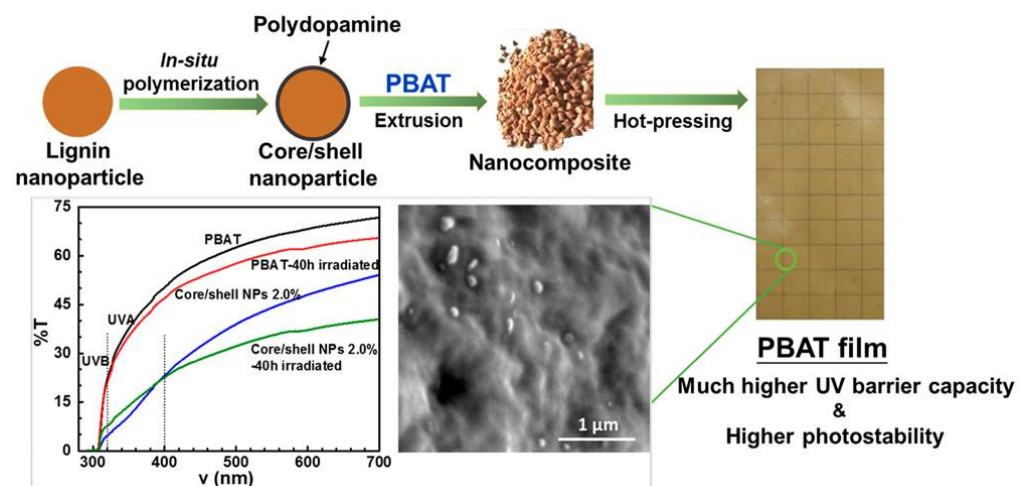 Polydopamine
In-situ
polymerization
PBAT
Extrusion
Hot-pressing
Lignin
nanoparticle
Core/shell
nanoparticle
Nanocomposite
75
60
45
30
15
0
%T
PBAT
PBAT-40h irradiated
Core/shell NPs 2.0%
UVA
UVB
Core/shell NPs 2.0%
-40h irradiated
300 400 500 600 700
v (nm)
1 μm
PBAT film
Much higher UV barrier capacity
&
Higher photostability